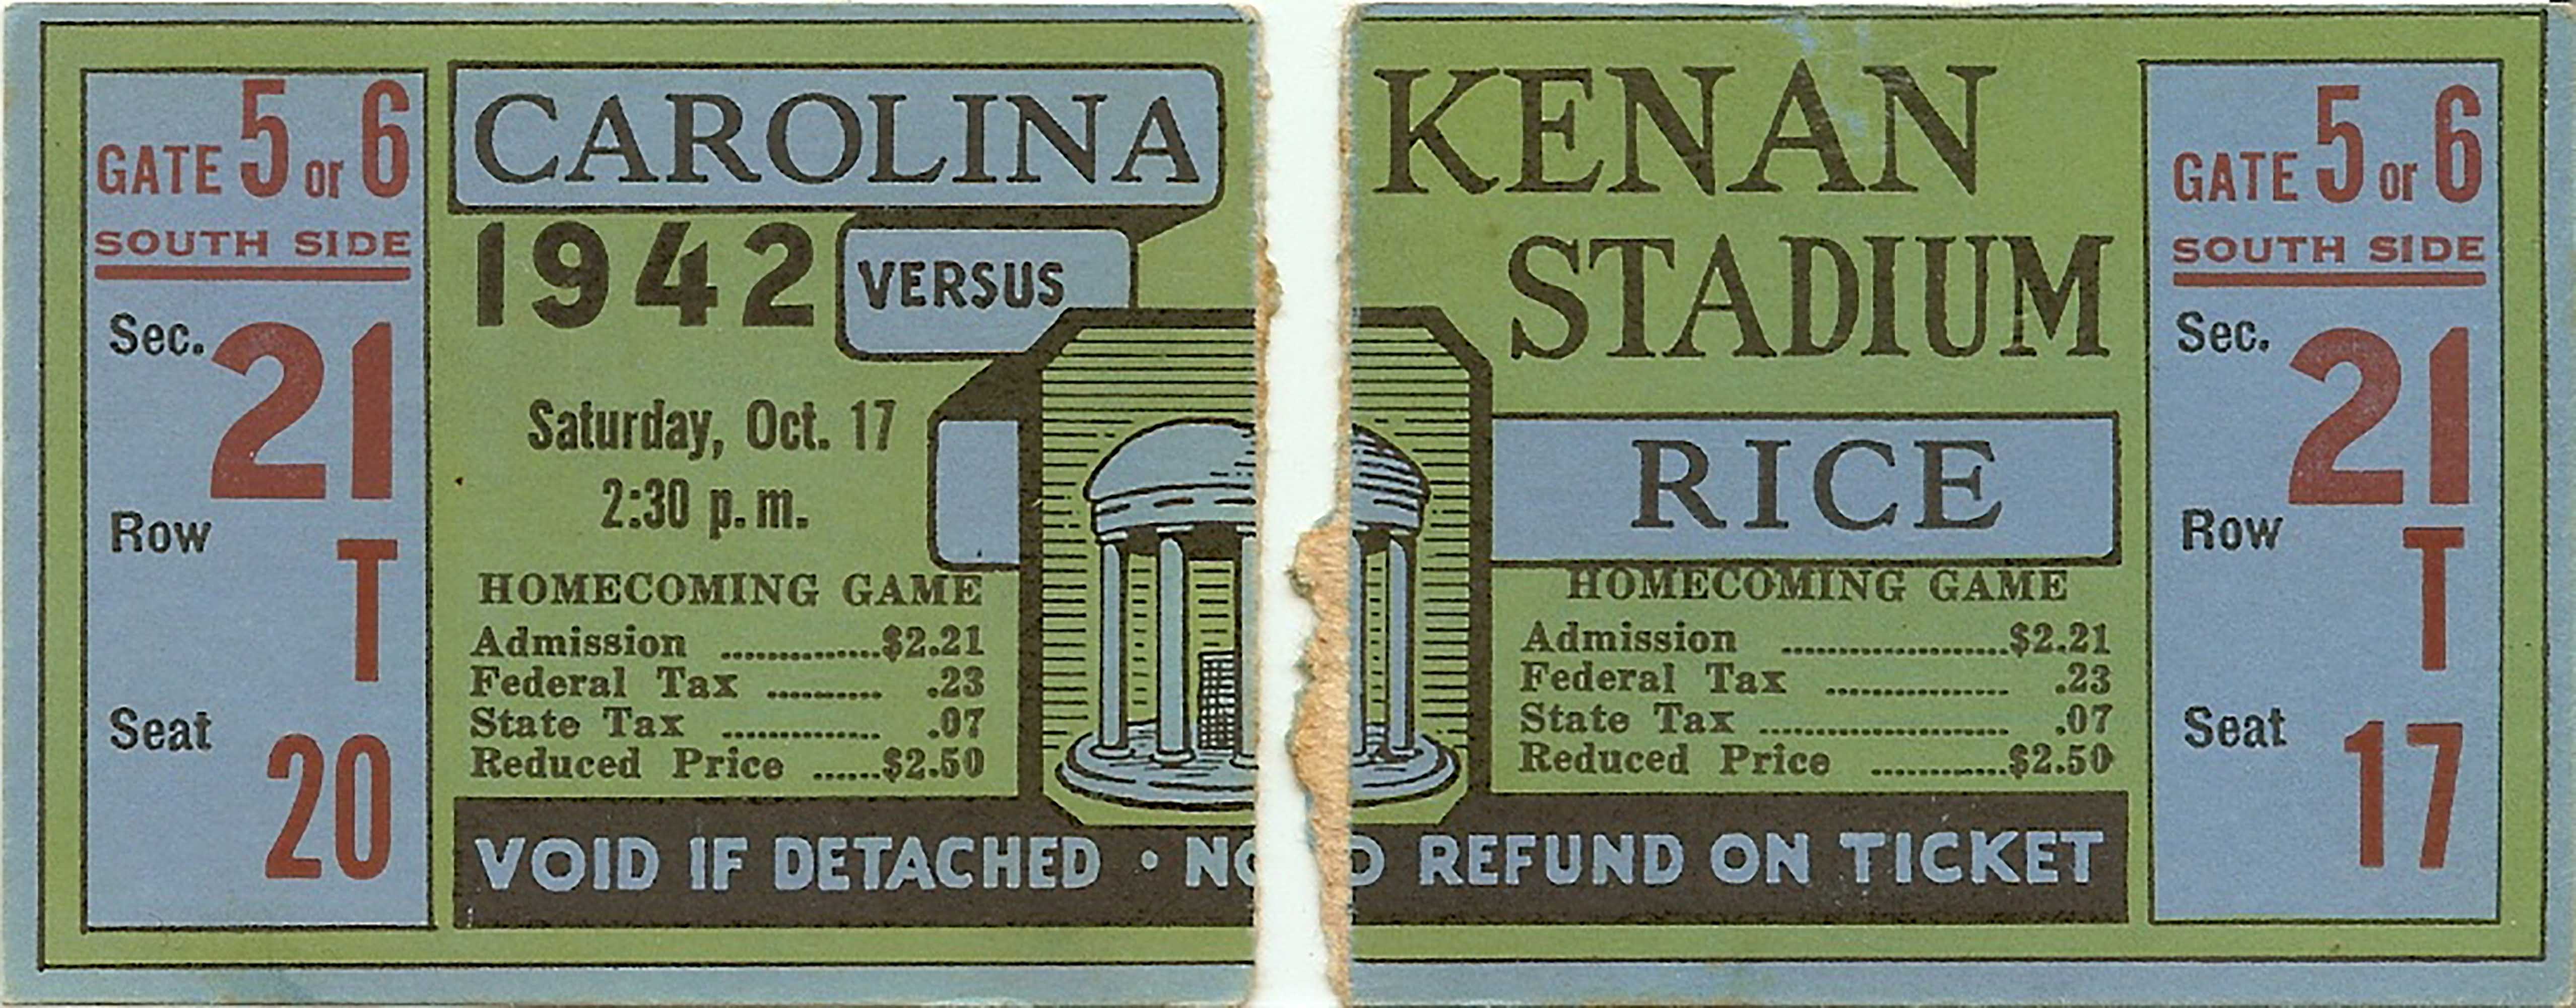 GATE 5 or 6
SOUTH SIDE
Sec. 21
Row T
Seat 20
CAROLINA
1942 VERSUS
Saturday, Oct. 17
2:30 p.m.
HOMECOMING GAME
Admission ...............$2.21
Federal Tax ........... .23
State Tax ............... .07
Reduced Price ......$2.50
VOID IF DETACHED • NO
KENAN
STADIUM
RICE
HOMECOMING GAME
Admission .....................$2.21
Federal Tax ................. .23
State Tax ....................... .07
Reduced Price .............$2.50
O REFUND ON TICKET
GATE 5 or 6
SOUTH SIDE
Sec. 21
Row T
Seat 17